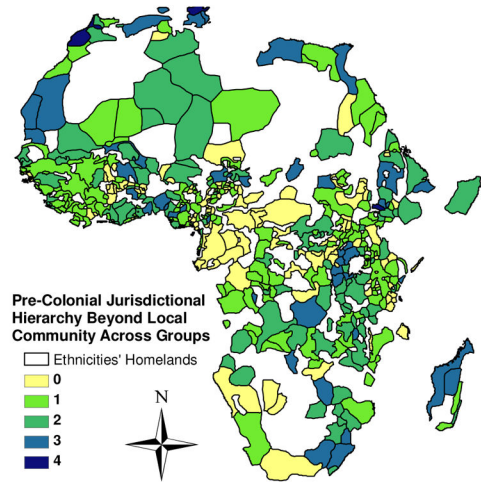 Pre-Colonial Jurisdictional
Hierarchy Beyond Local
Community Across Groups
Ethnicities' Homelands
0
1
2
3
4
N
W
E
S